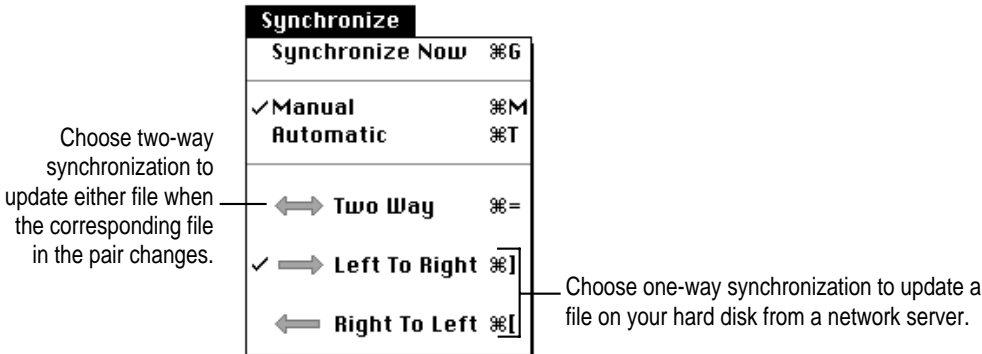 Synchronize
Synchronize Now ⌘G
✓Manual ⌘M
Automatic ⌘T
Choose two-way
synchronization to
update either file when
the corresponding file
in the pair changes.
Two Way ⌘=
✓ Left To Right ⌘]
Right To Left ⌘[
Choose one-way synchronization to update a
file on your hard disk from a network server.